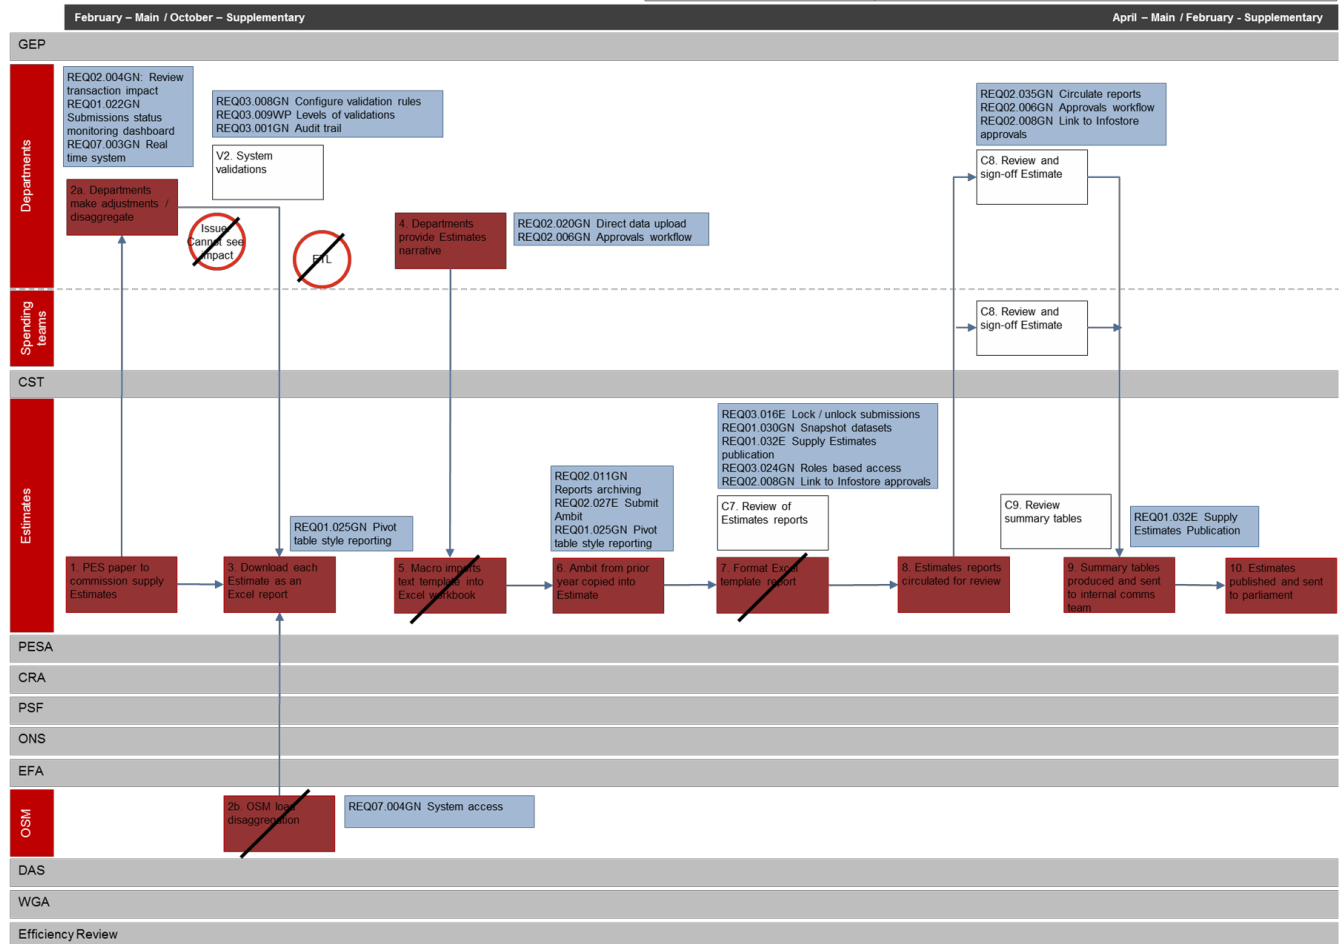 February – Main / October – Supplementary
April – Main / February - Supplementary
GEP
Departments
REQ02.004GN: Review
transaction impact
REQ01.022GN
Submissions status
monitoring dashboard
REQ07.003GN Real
time system
REQ03.008GN Configure validation rules
REQ03.009WP Levels of validations
REQ03.001GN Audit trail
V2. System
validations
2a. Departments
make adjustments /
disaggregate
Issue:
Cannot see
impact
ETL
4. Departments
provide Estimates
narrative
REQ02.020GN Direct data upload
REQ02.006GN Approvals workflow
REQ02.035GN Circulate reports
REQ02.006GN Approvals workflow
REQ02.008GN Link to Infostore
approvals
C8. Review and
sign-off Estimate
Spending
teams
C8. Review and
sign-off Estimate
CST
Estimates
REQ01.025GN Pivot
table style reporting
REQ02.011GN
Reports archiving
REQ02.027E Submit
Ambit
REQ01.025GN Pivot
table style reporting
REQ03.016E Lock / unlock submissions
REQ01.030GN Snapshot datasets
REQ01.032E Supply Estimates
publication
REQ03.024GN Roles based access
REQ02.008GN Link to Infostore approvals
C7. Review of
Estimates reports
C9. Review
summary tables
REQ01.032E Supply
Estimates Publication
1. PES paper to
commission supply
Estimates
3. Download each
Estimate as an
Excel report
5. Macro imports
text template into
Excel workbook
6. Ambit from prior
year copied into
Estimate
7. Format Excel
template report
8. Estimates reports
circulated for review
9. Summary tables
produced and sent
to internal comms
team
10. Estimates
published and sent
to parliament
PESA
CRA
PSF
ONS
EFA
OSM
2b. OSM load
disaggregation
REQ07.004GN System access
DAS
WGA
Efficiency Review